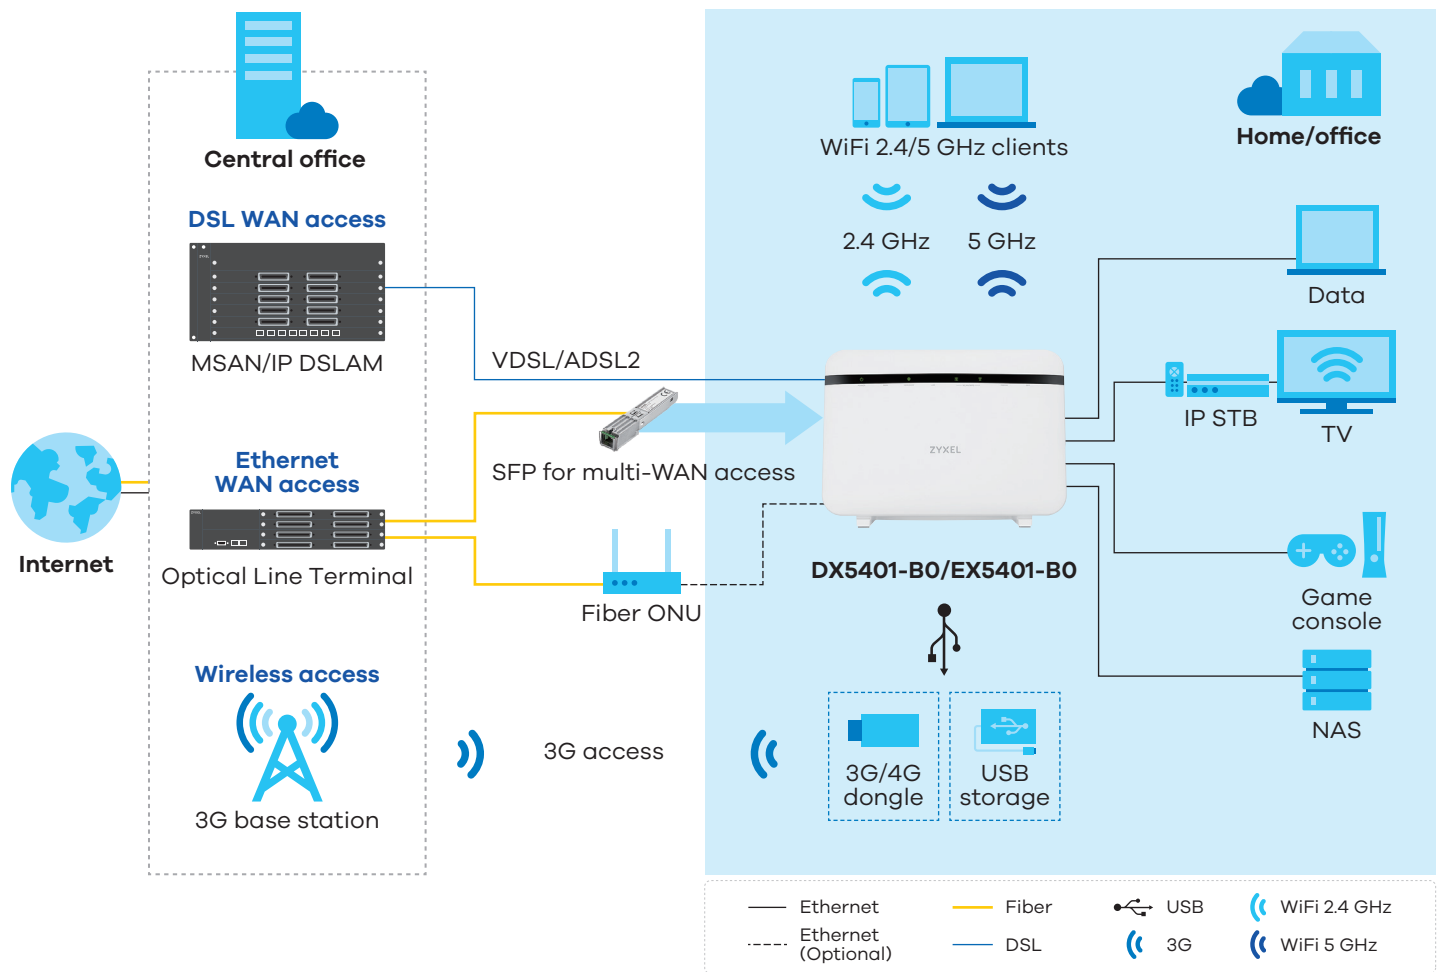 Central office
DSL WAN access
ZYXEL
MSAN/IP DSLAM
Ethernet
WAN access
Optical Line Terminal
Wireless access
3G base station
Internet
VDSL/ADSL2
SFP for multi-WAN access
Fiber ONU
3G access
WiFi 2.4/5 GHz clients
2.4 GHz
5 GHz
ZYXEL
DX5401-B0/EX5401-B0
3G/4G
dongle
USB
storage
Home/office
Data
IP STB
TV
Game
console
NAS
Ethernet
Fiber
USB
WiFi 2.4 GHz
Ethernet
(Optional)
DSL
3G
WiFi 5 GHz